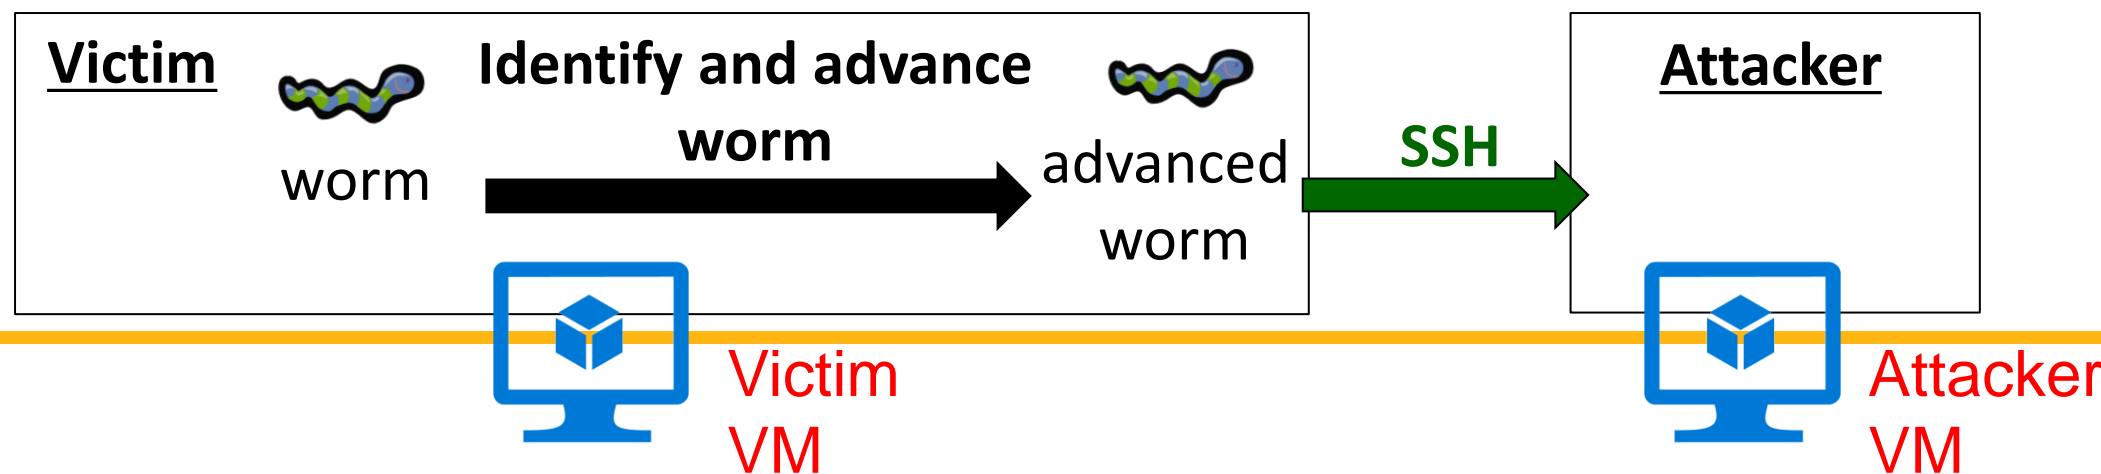 Victim
worm
Identify and advance
worm
advanced
worm
SSH
Attacker
Victim
VM
Attacker
VM